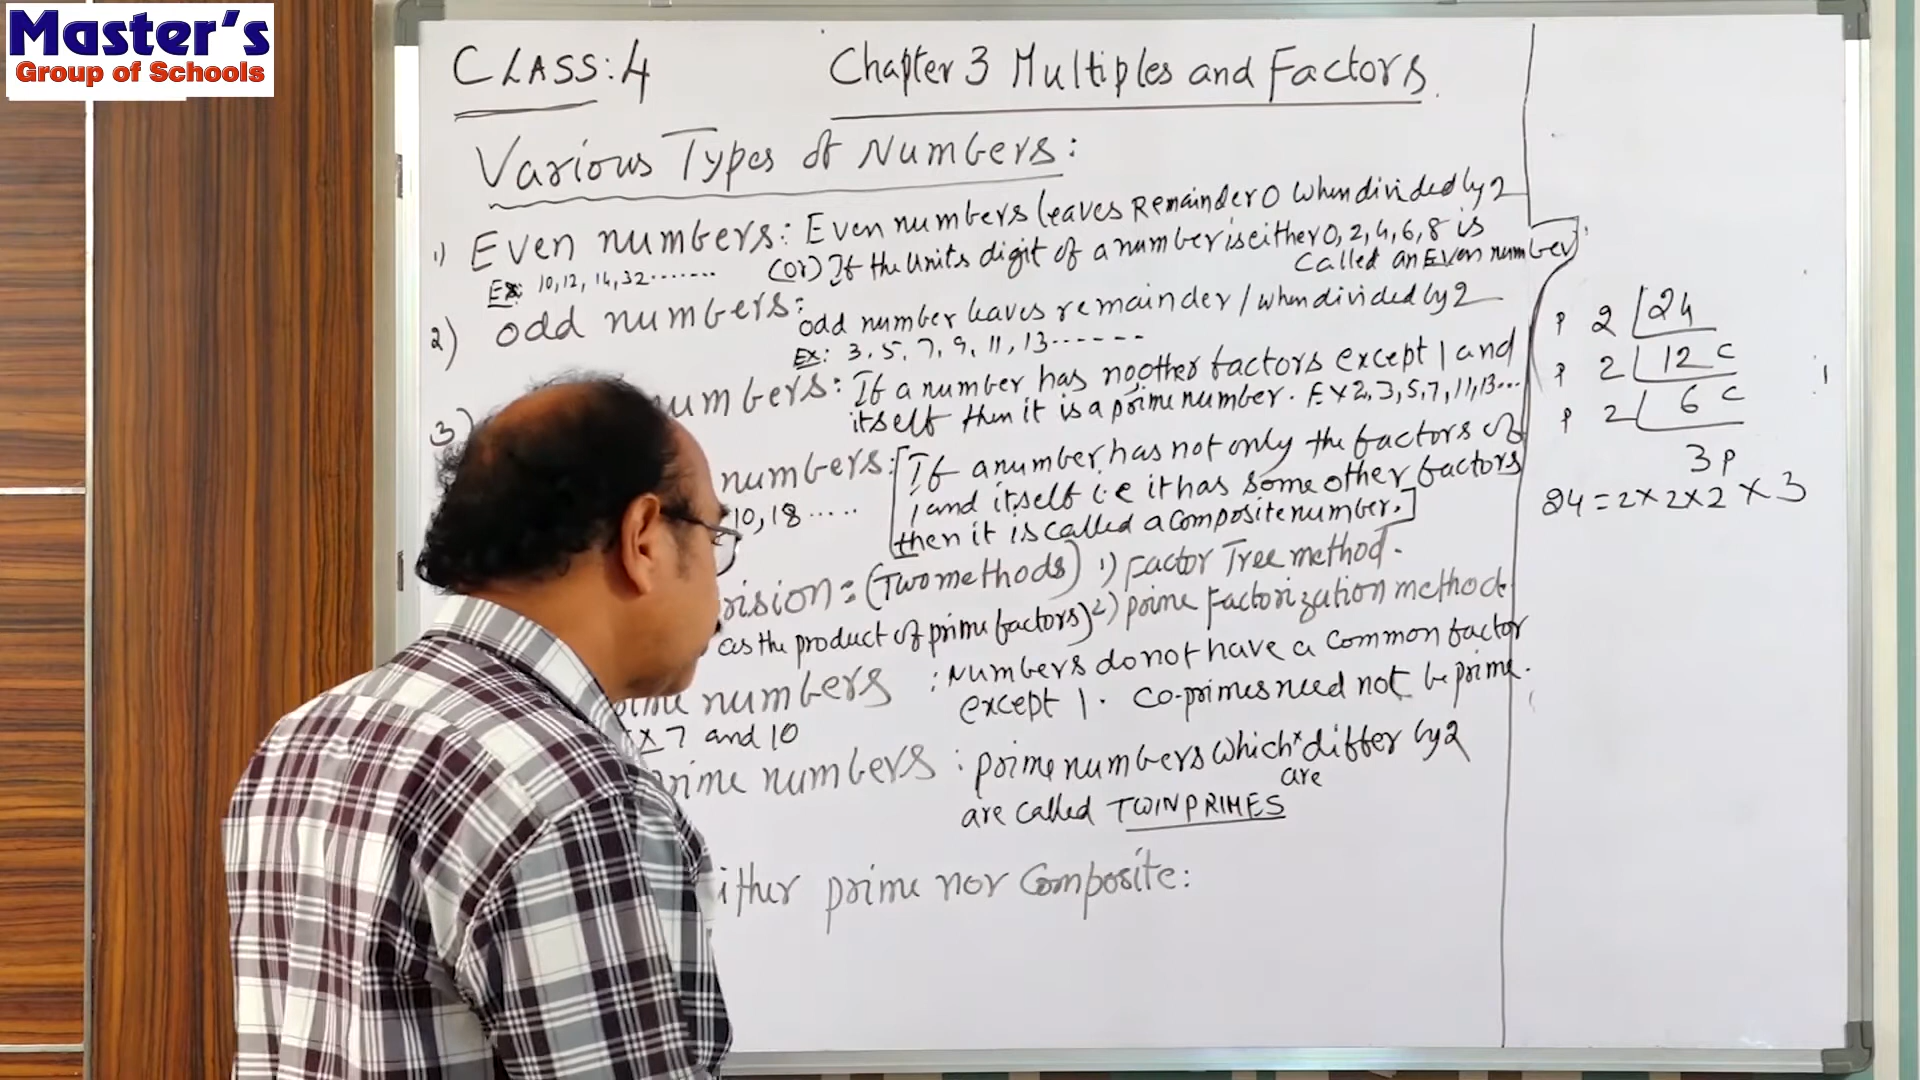 Master's
Group of Schools
CLASS: 4 Chapter 3 Multiples and Factors.
Various Types of Numbers:
1) Even numbers: Even numbers leaves Remainder 0 when divided by 2
(or) If the units digit of a number is either 0, 2, 4, 6, 8 is
called an Even number
Ex: 10, 12, 14, 32.......
2) odd numbers: odd number leaves remainder 1 when divided by 2
Ex: 3, 5, 7, 9, 11, 13------
3) numbers: If a number has no other factors except 1 and
itself then it is a prime number. Ex 2, 3, 5, 7, 11, 13...
numbers: [If a number has not only the factors of
1 and itself i.e it has some other factors
then it is called a composite number.]
10, 18 .....
(Two methods) 1) Factor Tree method.
as the product of prime factors) 2) prime Factorization method.
numbers : Numbers do not have a common factor
except 1. co-primes need not be prime.
7 and 10
prime numbers : prime numbers which differ by 2
are
are called TWIN PRIMES
prime nor composite:
P 2 24
P 2 12 C
P 2 6 C
3 P
24 = 2 × 2 × 2 × 3